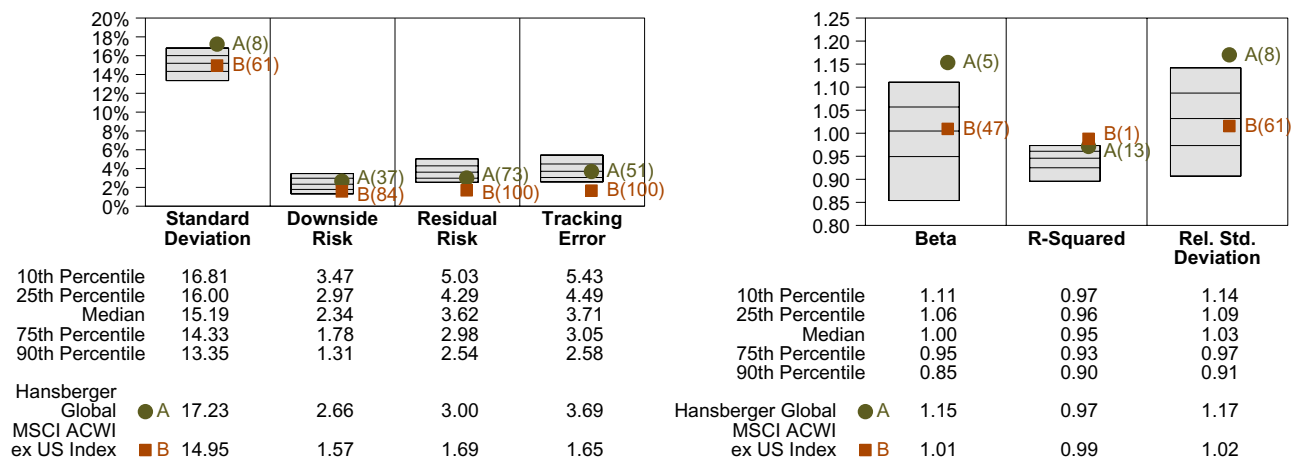 20%
18%
16%
14%
12%
10%
8%
6%
4%
2%
0%
A(8)
B(61)
A(37)
B(84)
A(73)
B(100)
A(51)
B(100)
Standard Deviation
Downside Risk
Residual Risk
Tracking Error
10th Percentile 16.81 3.47 5.03 5.43
25th Percentile 16.00 2.97 4.29 4.49
Median 15.19 2.34 3.62 3.71
75th Percentile 14.33 1.78 2.98 3.05
90th Percentile 13.35 1.31 2.54 2.58
Hansberger
Global A 17.23 2.66 3.00 3.69
MSCI ACWI
ex US Index B 14.95 1.57 1.69 1.65
1.25
1.20
1.15
1.10
1.05
1.00
0.95
0.90
0.85
0.80
A(5)
B(47)
B(1)
A(13)
A(8)
B(61)
Beta
R-Squared
Rel. Std. Deviation
10th Percentile 1.11 0.97 1.14
25th Percentile 1.06 0.96 1.09
Median 1.00 0.95 1.03
75th Percentile 0.95 0.93 0.97
90th Percentile 0.85 0.90 0.91
Hansberger Global A 1.15 0.97 1.17
MSCI ACWI
ex US Index B 1.01 0.99 1.02